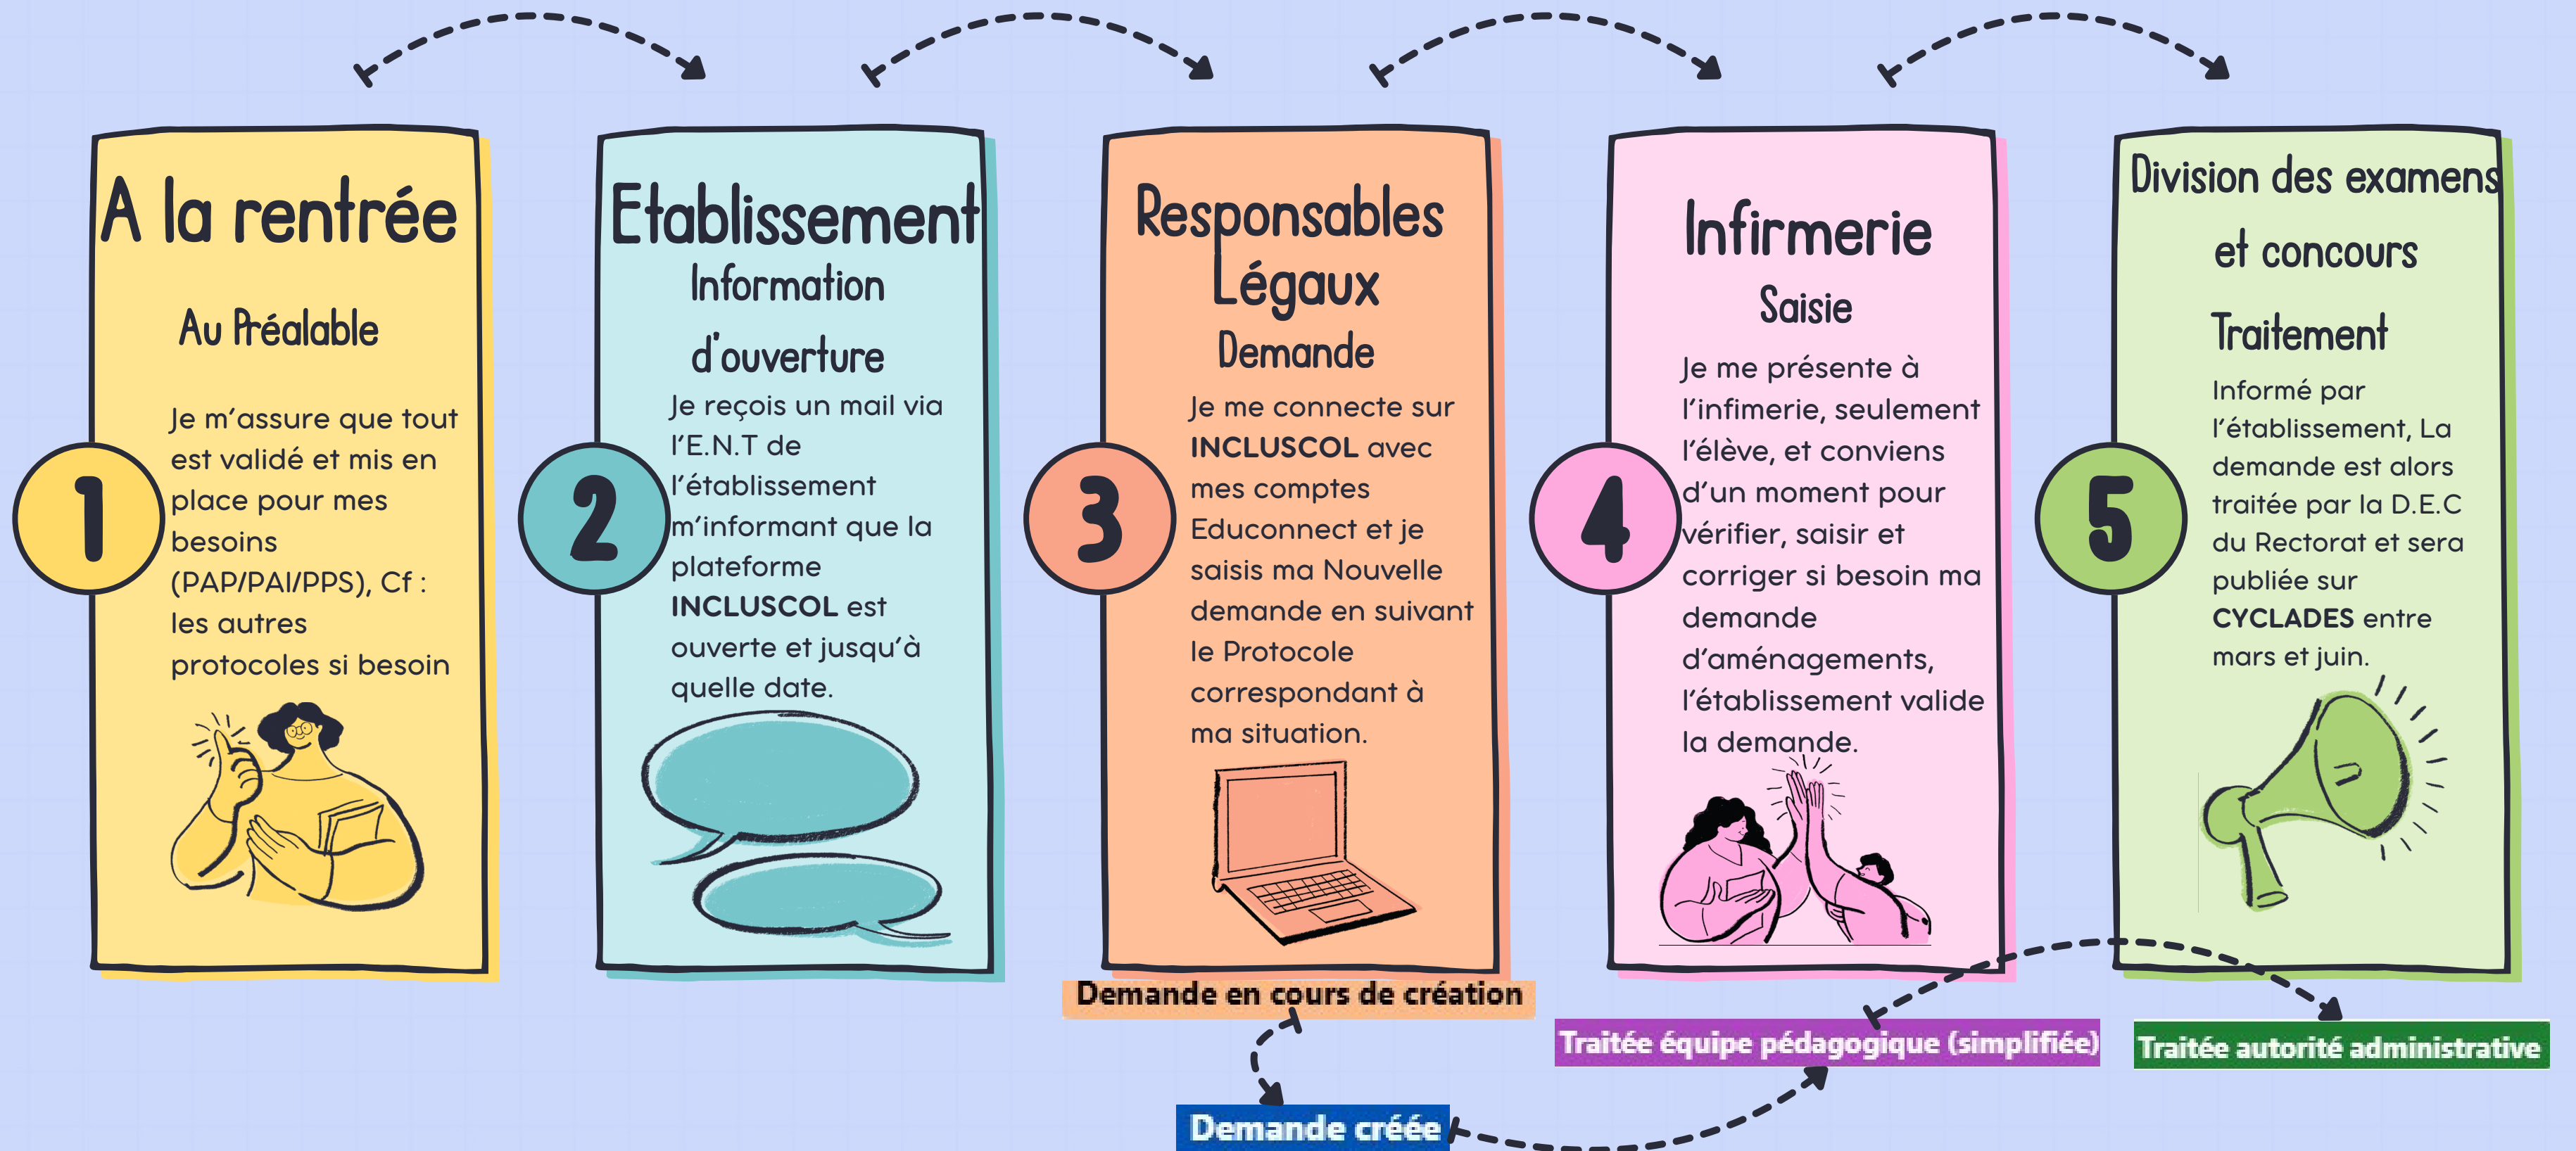 A la rentrée
Au Préalable
Je m'assure que tout
est validé et mis en
place pour mes
besoins
(PAP/PAI/PPS), Cf :
les autres
protocoles si besoin
1
Etablissement
Information
d'ouverture
Je reçois un mail via
l'E.N.T de
l'établissement
m'informant que la
plateforme
INCLUSCOL est
ouverte et jusqu'à
quelle date.
2
Responsables
Légaux
Demande
Je me connecte sur
INCLUSCOL avec
mes comptes
Educonnect et je
saisis ma Nouvelle
demande en suivant
le Protocole
correspondant à
ma situation.
3
Infirmerie
Saisie
Je me présente à
l'infimerie, seulement
l'élève, et conviens
d'un moment pour
vérifier, saisir et
corriger si besoin ma
demande
d'aménagements,
l'établissement valide
la demande.
4
Division des examens
et concours
Traitement
Informé par
l'établissement, La
demande est alors
traitée par la D.E.C
du Rectorat et sera
publiée sur
CYCLADES entre
mars et juin.
5
Demande en cours de création
Demande créée
Traitée équipe pédagogique (simplifiée)
Traitée autorité administrative